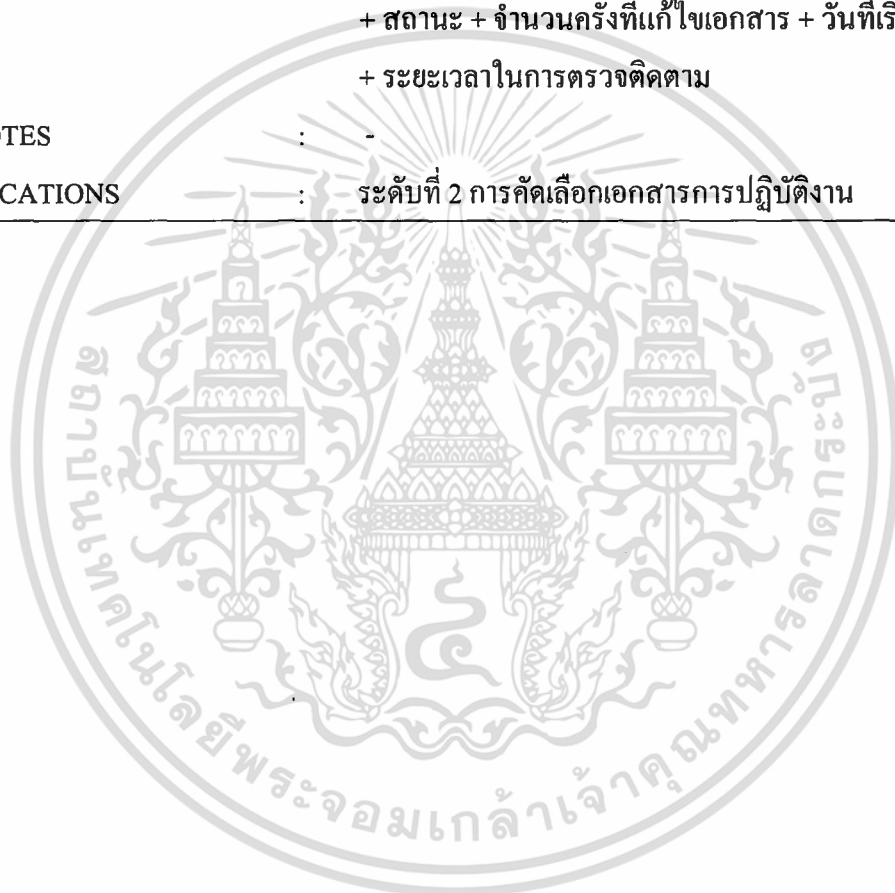 + สถานะ + จำนวนครั้งที่แก้ไขเอกสาร + วันที่เริ
+ ระยะเวลาในการตรวจติดตาม
OTES : -
CATIONS : ระดับที่ 2 การคัดเลือกเอกสารการปฏิบัติงาน
สถาบันเทคโนโลยีพระจอมเกล้าเจ้าคุณทหารลาดกระบัง
๔